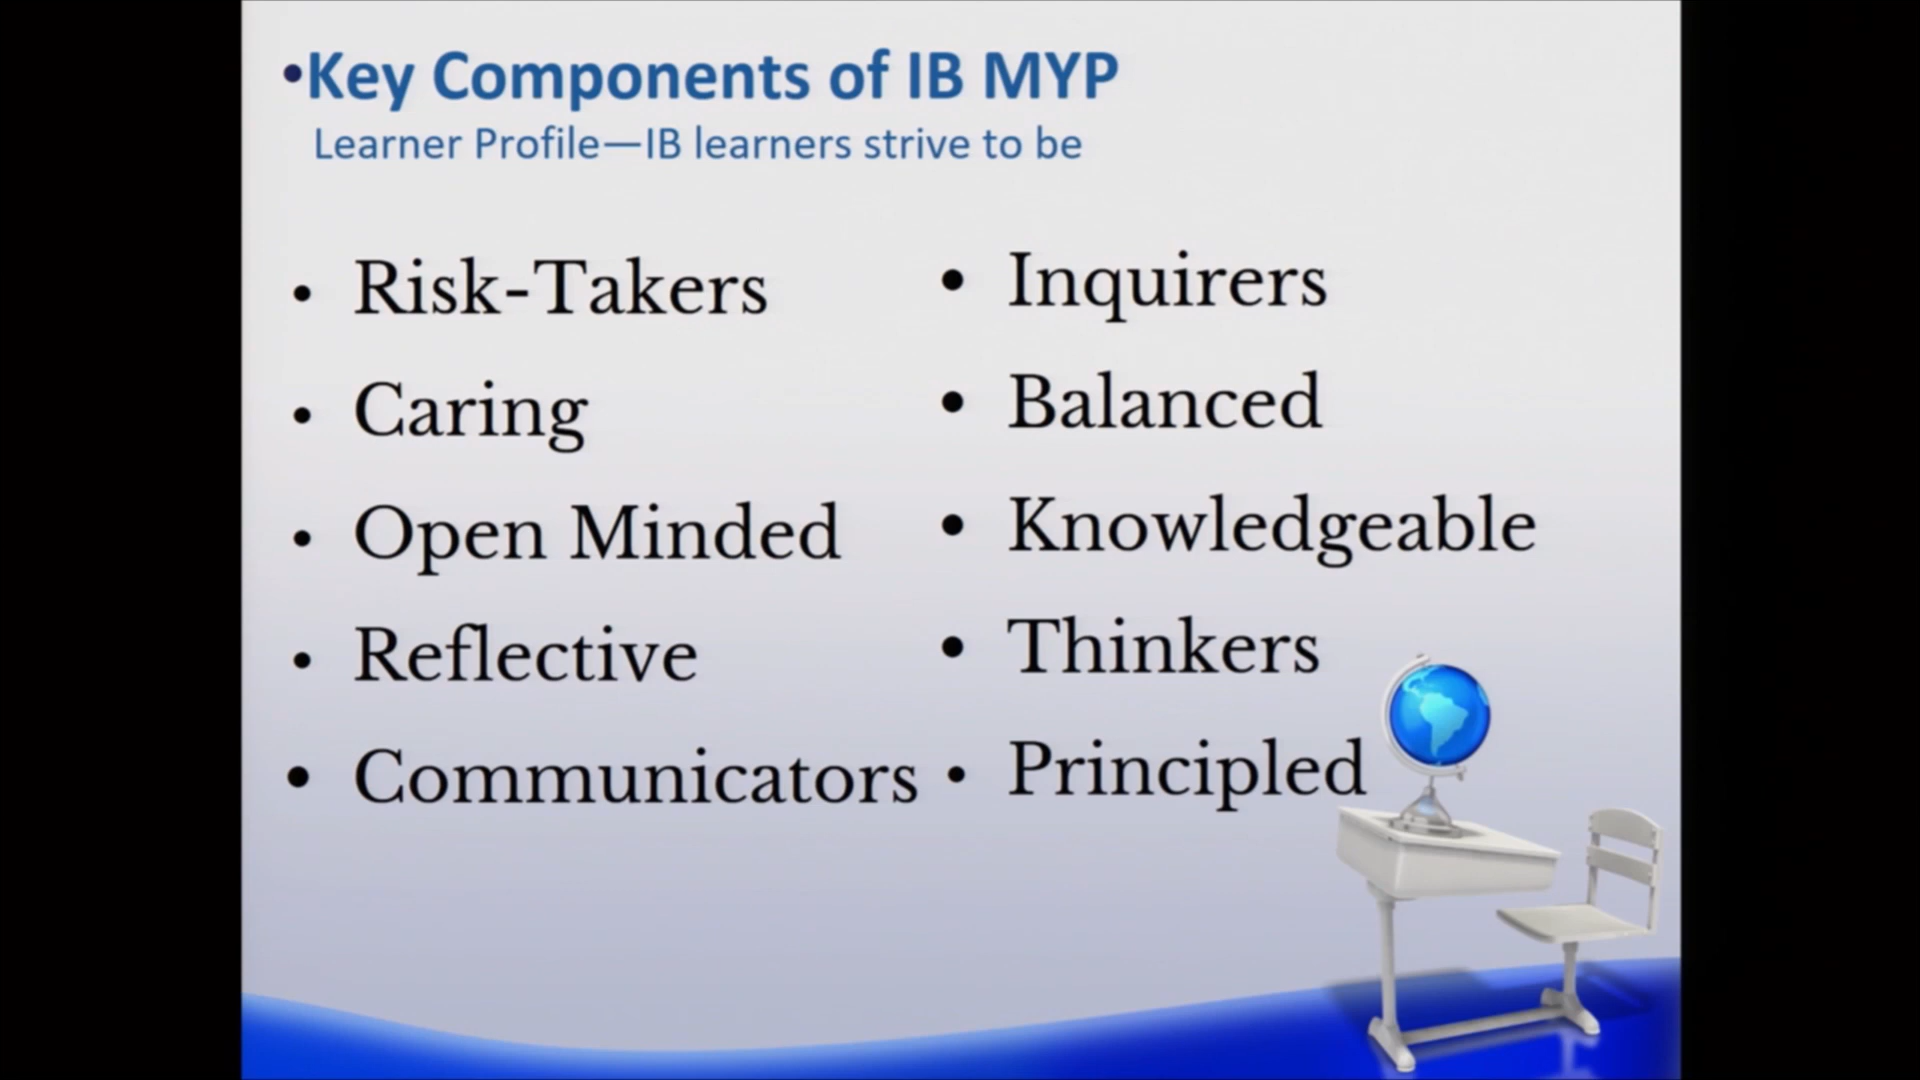 •Key Components of IB MYP
Learner Profile—IB learners strive to be
• Risk-Takers
• Caring
• Open Minded
• Reflective
• Communicators
• Inquirers
• Balanced
• Knowledgeable
• Thinkers
• Principled